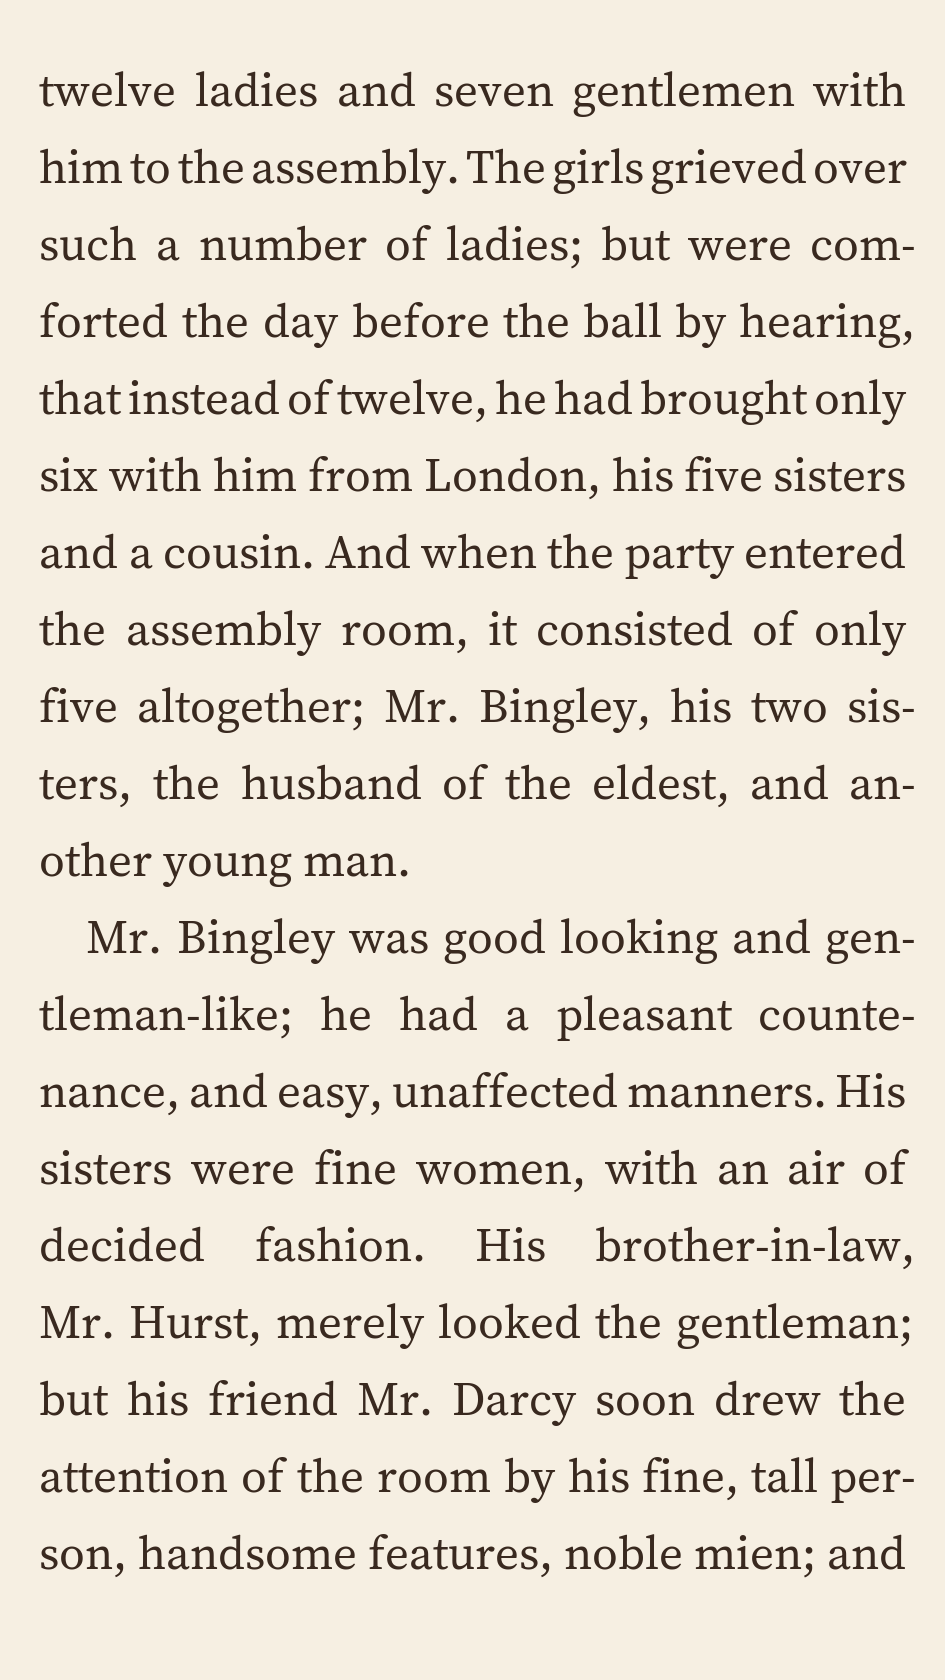 twelve ladies and seven gentlemen with
him to the assembly. The girls grieved over
such a number of ladies; but were com-
forted the day before the ball by hearing,
that instead of twelve, he had brought only
six with him from London, his five sisters
and a cousin. And when the party entered
the assembly room, it consisted of only
five altogether; Mr. Bingley, his two sis-
ters, the husband of the eldest, and an-
other young man.
Mr. Bingley was good looking and gen-
tleman-like; he had a pleasant counte-
nance, and easy, unaffected manners. His
sisters were fine women, with an air of
decided fashion. His brother-in-law,
Mr. Hurst, merely looked the gentleman;
but his friend Mr. Darcy soon drew the
attention of the room by his fine, tall per-
son, handsome features, noble mien; and